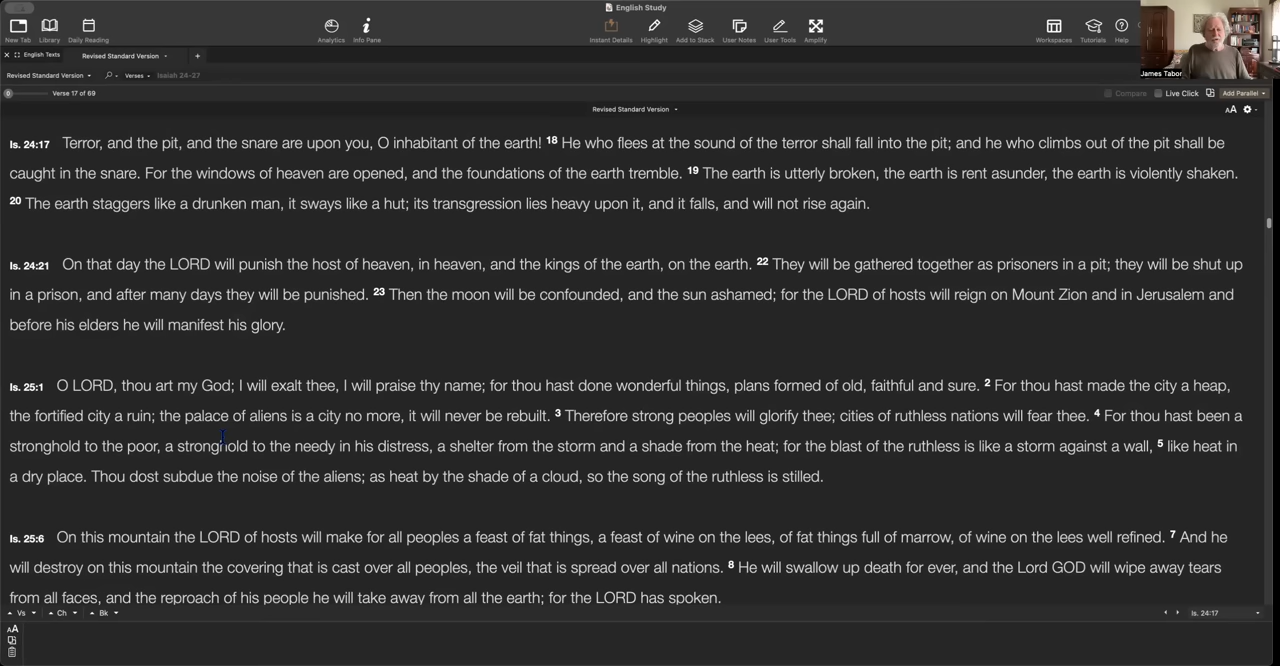 English Study
New Tab Library Daily Reading Analytics Info Pane Instant Details Highlight Add to Stack User Notes User Tools Amplify Workspaces Tutorials Help
English Texts Revised Standard Version +
James Tabor
Revised Standard Version Verses Isaiah 24-27
0 Verse 17 of 69 Compare Live Click Add Parallel
Revised Standard Version AA
Is. 24:17 Terror, and the pit, and the snare are upon you, O inhabitant of the earth! 18 He who flees at the sound of the terror shall fall into the pit; and he who climbs out of the pit shall be
caught in the snare. For the windows of heaven are opened, and the foundations of the earth tremble. 19 The earth is utterly broken, the earth is rent asunder, the earth is violently shaken.
20 The earth staggers like a drunken man, it sways like a hut; its transgression lies heavy upon it, and it falls, and will not rise again.
Is. 24:21 On that day the LORD will punish the host of heaven, in heaven, and the kings of the earth, on the earth. 22 They will be gathered together as prisoners in a pit; they will be shut up
in a prison, and after many days they will be punished. 23 Then the moon will be confounded, and the sun ashamed; for the LORD of hosts will reign on Mount Zion and in Jerusalem and
before his elders he will manifest his glory.
Is. 25:1 O LORD, thou art my God; I will exalt thee, I will praise thy name; for thou hast done wonderful things, plans formed of old, faithful and sure. 2 For thou hast made the city a heap,
the fortified city a ruin; the palace of aliens is a city no more, it will never be rebuilt. 3 Therefore strong peoples will glorify thee; cities of ruthless nations will fear thee. 4 For thou hast been a
stronghold to the poor, a stronghold to the needy in his distress, a shelter from the storm and a shade from the heat; for the blast of the ruthless is like a storm against a wall, 5 like heat in
a dry place. Thou dost subdue the noise of the aliens; as heat by the shade of a cloud, so the song of the ruthless is stilled.
Is. 25:6 On this mountain the LORD of hosts will make for all peoples a feast of fat things, a feast of wine on the lees, of fat things full of marrow, of wine on the lees well refined. 7 And he
will destroy on this mountain the covering that is cast over all peoples, the veil that is spread over all nations. 8 He will swallow up death for ever, and the Lord GOD will wipe away tears
from all faces, and the reproach of his people he will take away from all the earth; for the LORD has spoken.
Vs Ch Bk Is. 24:17
AA